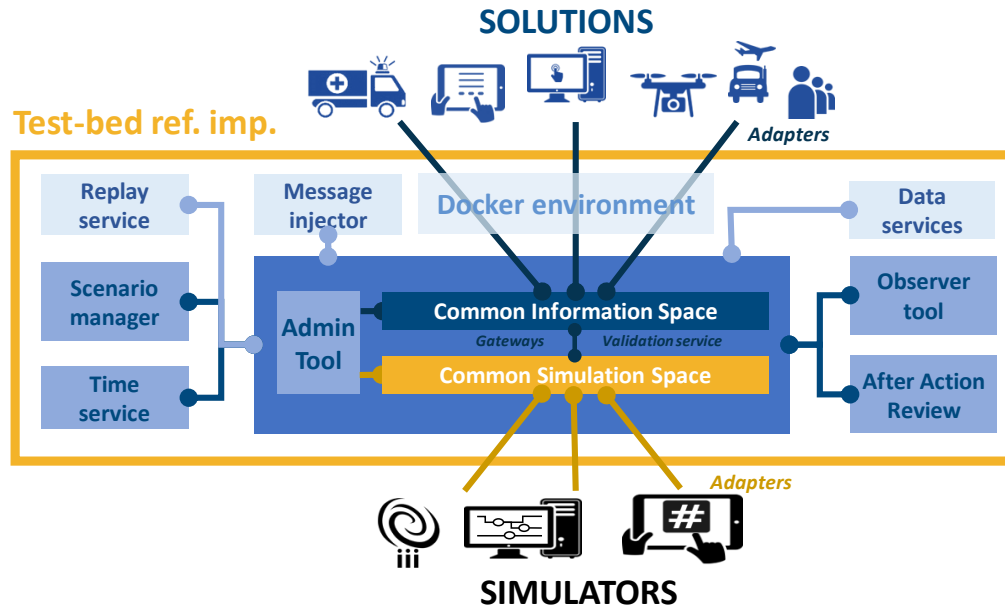 SOLUTIONS
Test-bed ref. imp.
Adapters
Replay
service
Message
injector
Docker environment
Data
services
Scenario
manager
Admin
Tool
Common Information Space
Observer
tool
Gateways
Validation service
Common Simulation Space
Time
service
After Action
Review
Adapters
iii
#
SIMULATORS